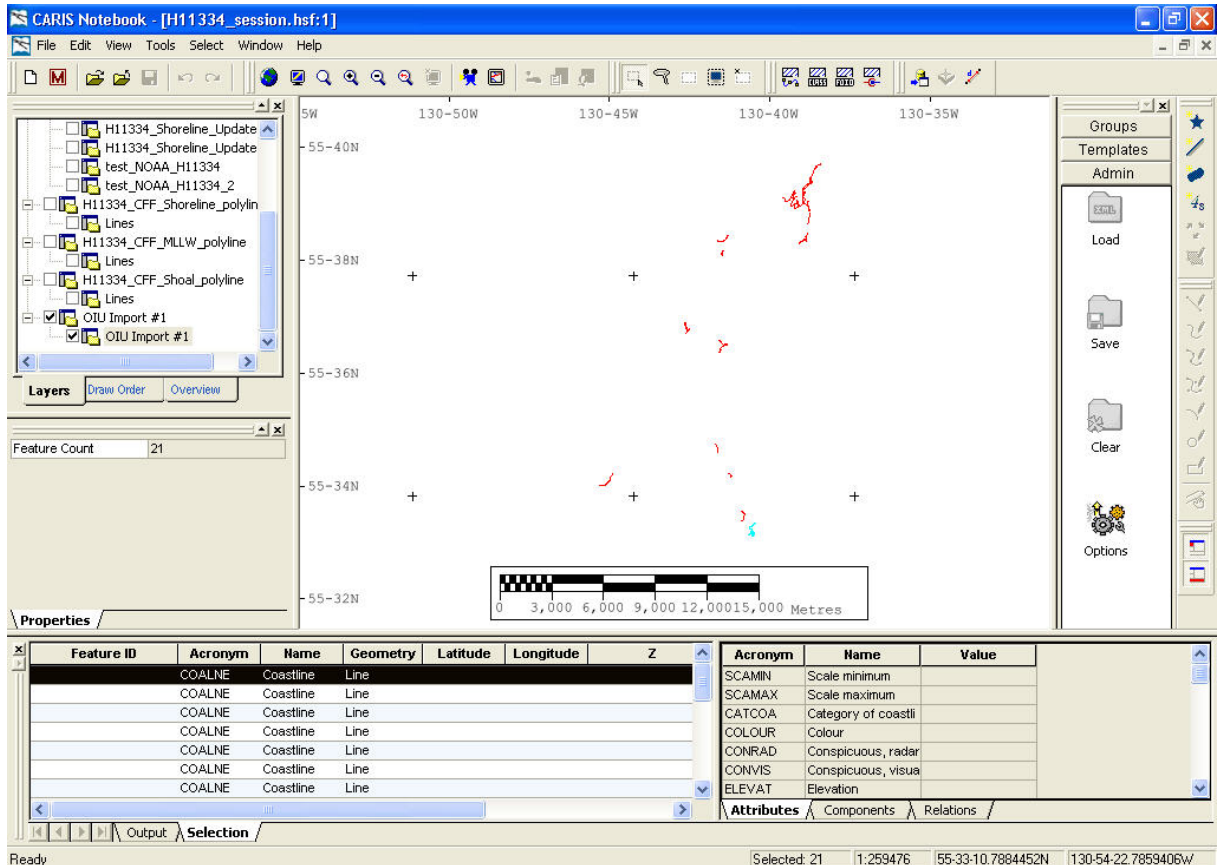 CARIS Notebook - [H11334_session.hsf:1]
File Edit View Tools Select Window Help
5W 130-50W 130-45W 130-40W 130-35W
H11334_Shoreline_Update
H11334_Shoreline_Update
test_NOAA_H11334
test_NOAA_H11334_2
H11334_CFF_Shoreline_polylin
Lines
H11334_CFF_MLLW_polyline
Lines
H11334_CFF_Shoal_polyline
Lines
OIU Import #1
OIU Import #1
Layers Draw Order Overview
Feature Count 21
Properties
55-40N
55-38N
55-36N
55-34N
55-32N
0 3,000 6,000 9,000 12,000 15,000 Metres
Groups
Templates
Admin
XML
Load
Save
Clear
Options
Feature ID Acronym Name Geometry Latitude Longitude Z
COALNE Coastline Line
COALNE Coastline Line
COALNE Coastline Line
COALNE Coastline Line
COALNE Coastline Line
COALNE Coastline Line
COALNE Coastline Line
Output Selection
Acronym Name Value
SCAMIN Scale minimum
SCAMAX Scale maximum
CATCOA Category of coastli
COLOUR Colour
CONRAD Conspicuous, radar
CONVIS Conspicuous, visua
ELEVAT Elevation
Attributes Components Relations
Ready Selected: 21 1:259476 55-33-10.7884452N 130-54-22.7859406W